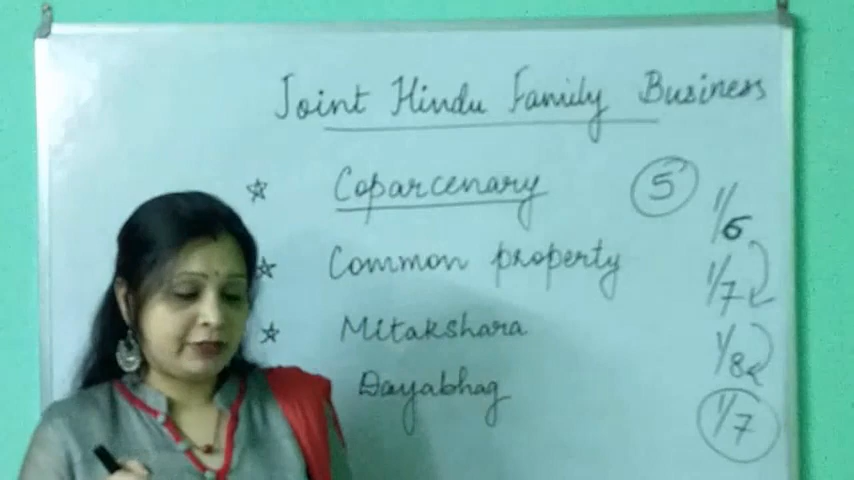 Joint Hindu Family Business
Coparcenary
5
1/6
Common property
1/7
Mitakshara
1/8
Dayabhag
1/7